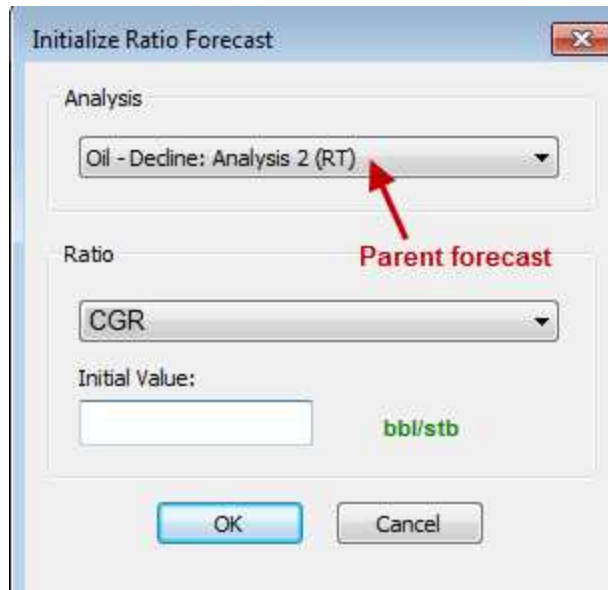 Initialize Ratio Forecast
Analysis
Oil - Decline: Analysis 2 (RT)
Parent forecast
Ratio
CGR
Initial Value:
bbl/stb
OK Cancel